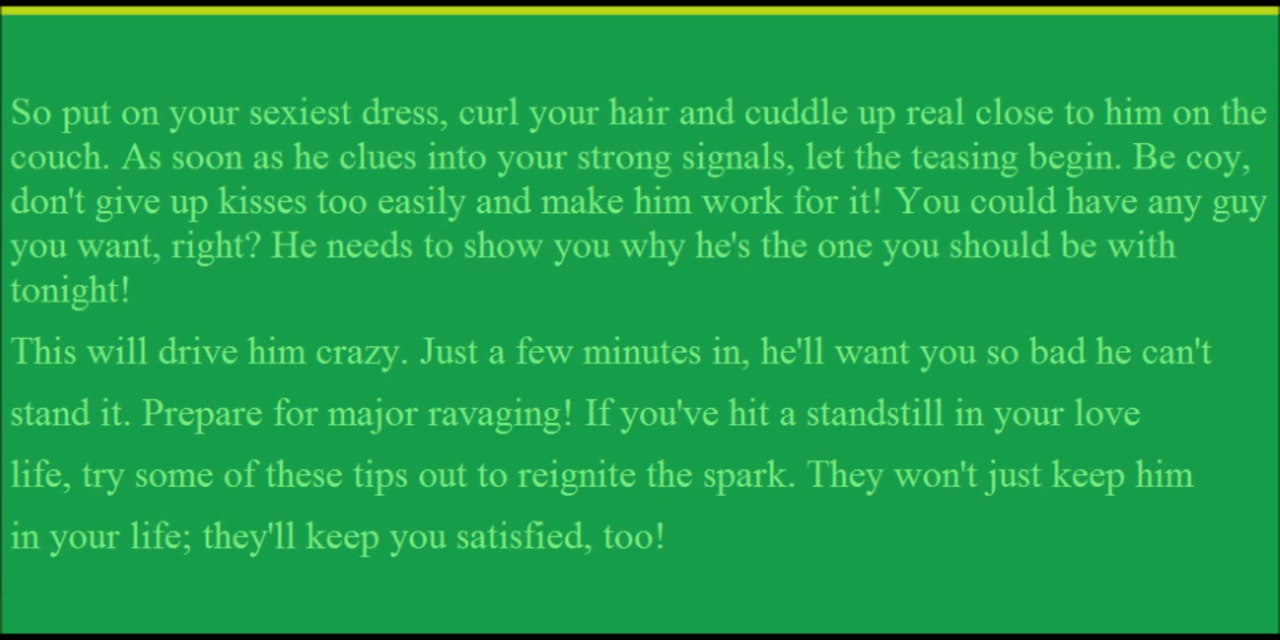 So put on your sexiest dress, curl your hair and cuddle up real close to him on the
couch. As soon as he clues into your strong signals, let the teasing begin. Be coy,
don't give up kisses too easily and make him work for it! You could have any guy
you want, right? He needs to show you why he's the one you should be with
tonight!
This will drive him crazy. Just a few minutes in, he'll want you so bad he can't
stand it. Prepare for major ravaging! If you've hit a standstill in your love
life, try some of these tips out to reignite the spark. They won't just keep him
in your life; they'll keep you satisfied, too!